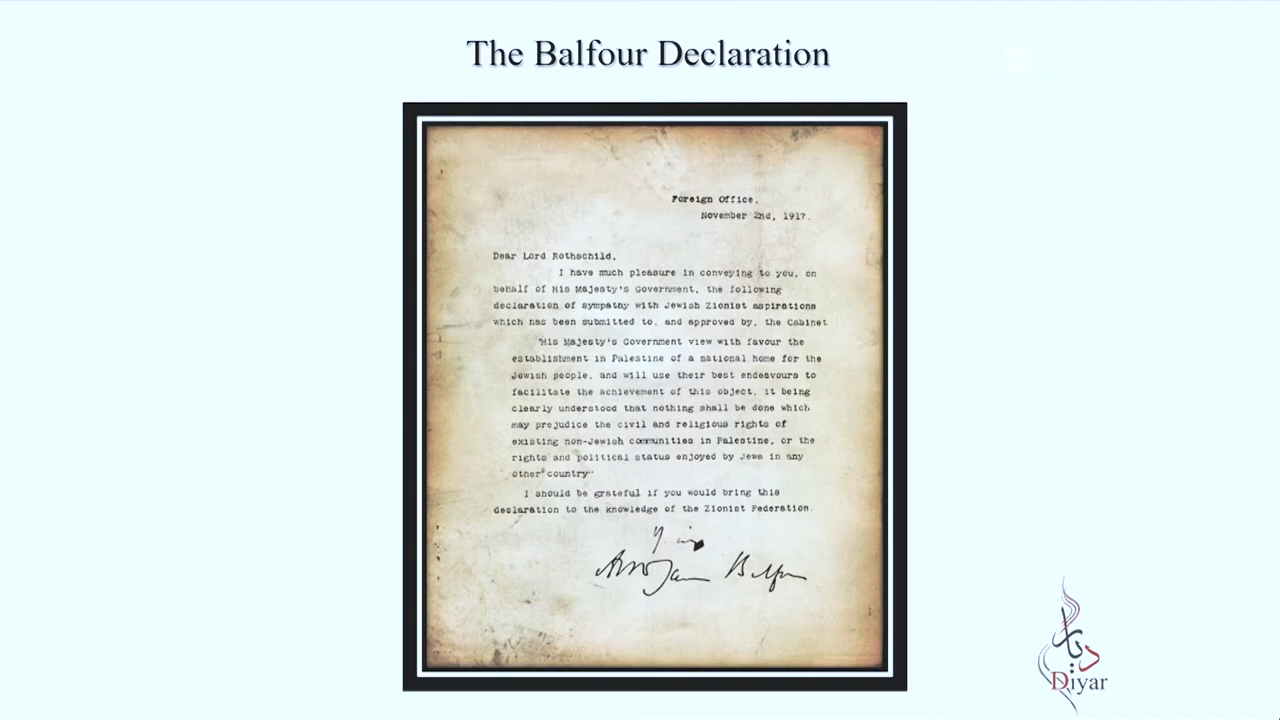 The Balfour Declaration
Foreign Office,
November 2nd, 1917.
Dear Lord Rothschild,
I have much pleasure in conveying to you, on
behalf of His Majesty's Government, the following
declaration of sympathy with Jewish Zionist aspirations
which has been submitted to, and approved by, the Cabinet
"His Majesty's Government view with favour the
establishment in Palestine of a national home for the
Jewish people, and will use their best endeavours to
facilitate the achievement of this object, it being
clearly understood that nothing shall be done which
may prejudice the civil and religious rights of
existing non-Jewish communities in Palestine, or the
rights and political status enjoyed by Jews in any
other country"
I should be grateful if you would bring this
declaration to the knowledge of the Zionist Federation.
Balfour
ديار
Diyar